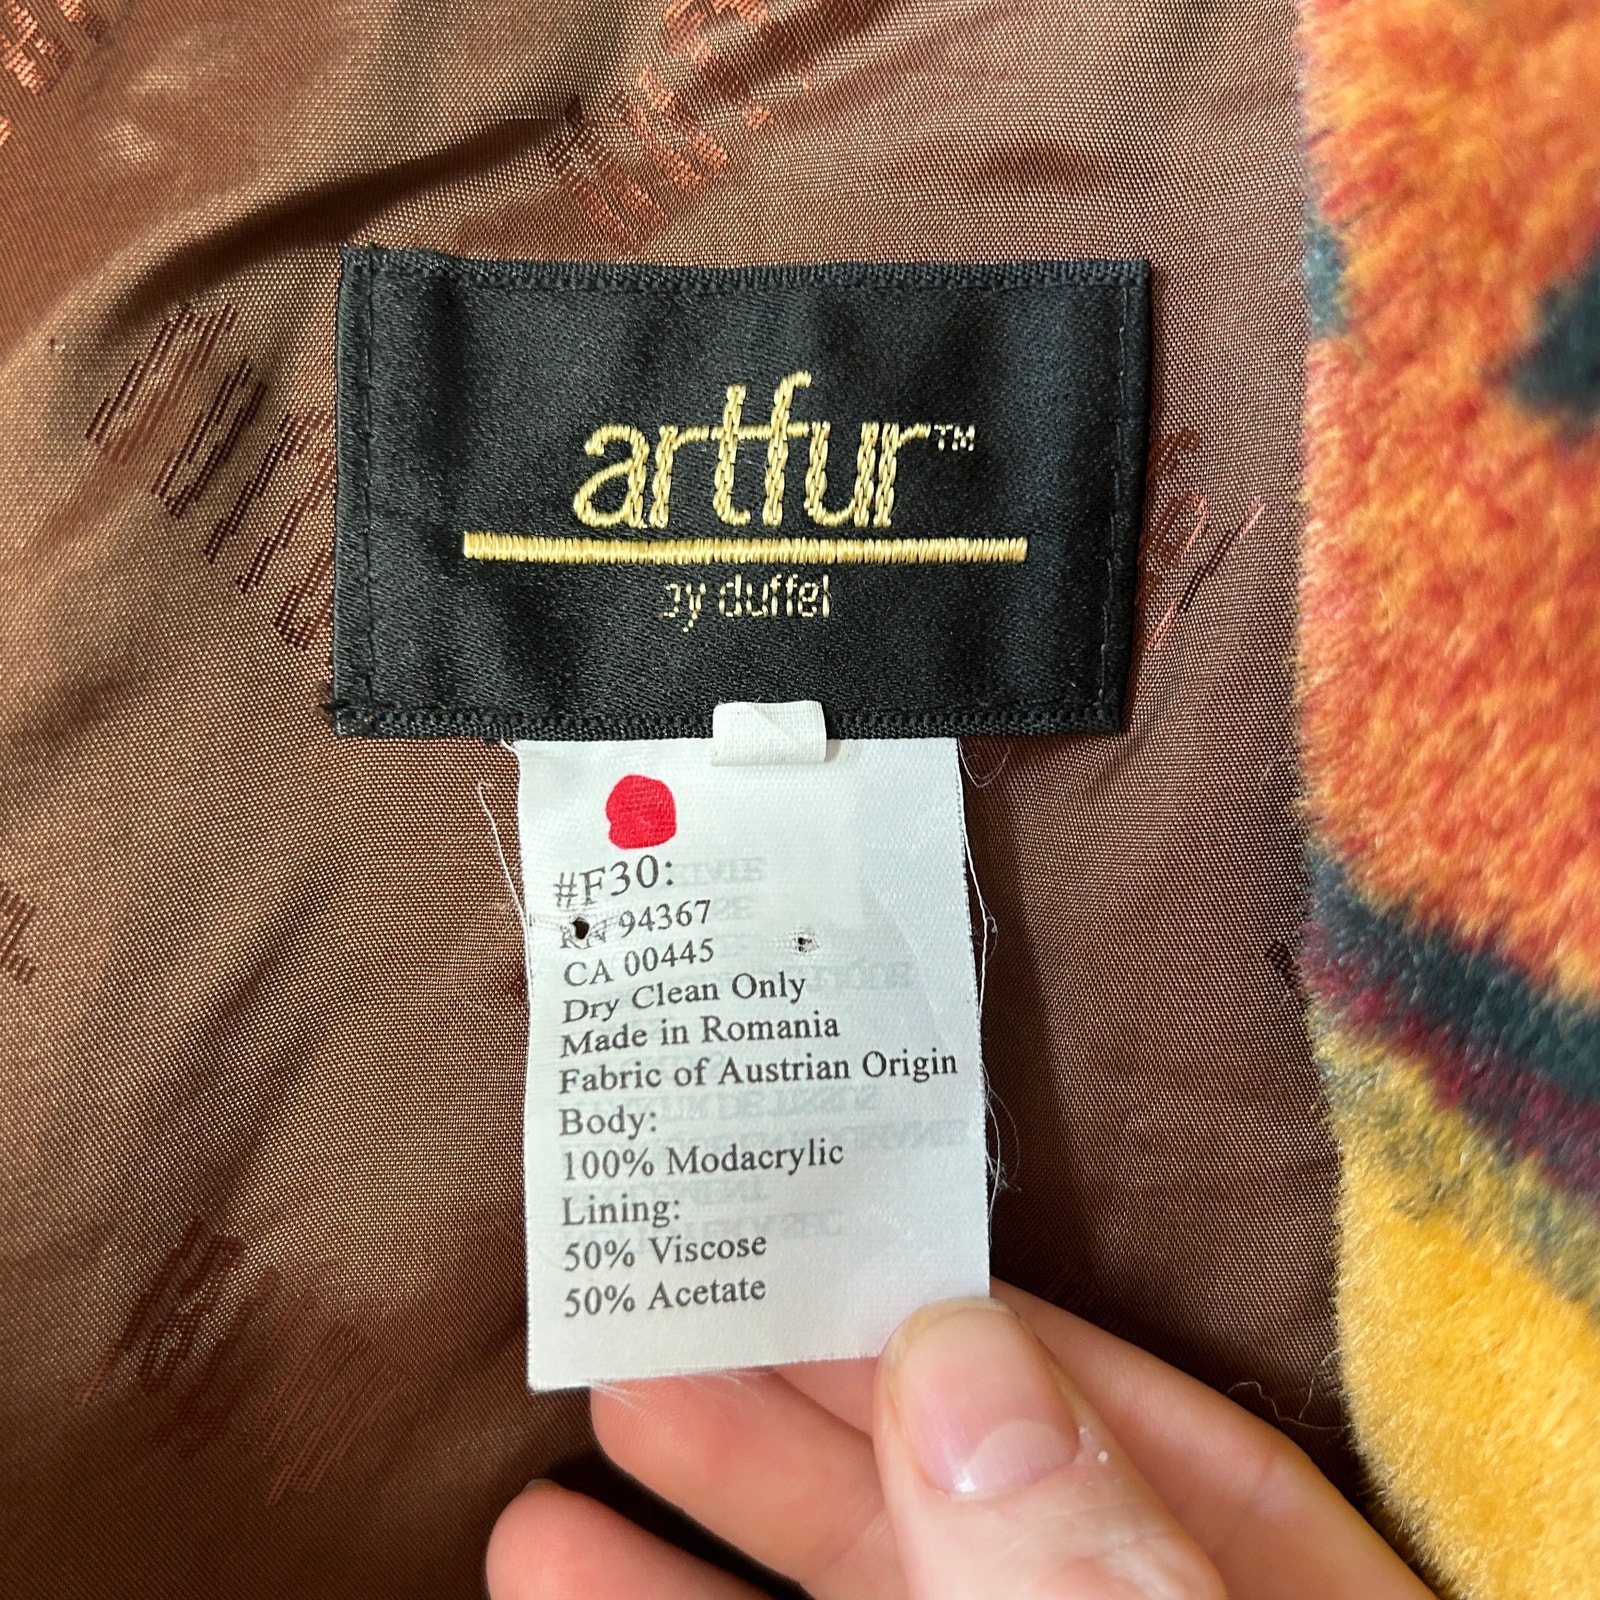 artfur™
by duffel
#F30:
RN 94367
CA 00445
Dry Clean Only
Made in Romania
Fabric of Austrian Origin
Body:
100% Modacrylic
Lining:
50% Viscose
50% Acetate